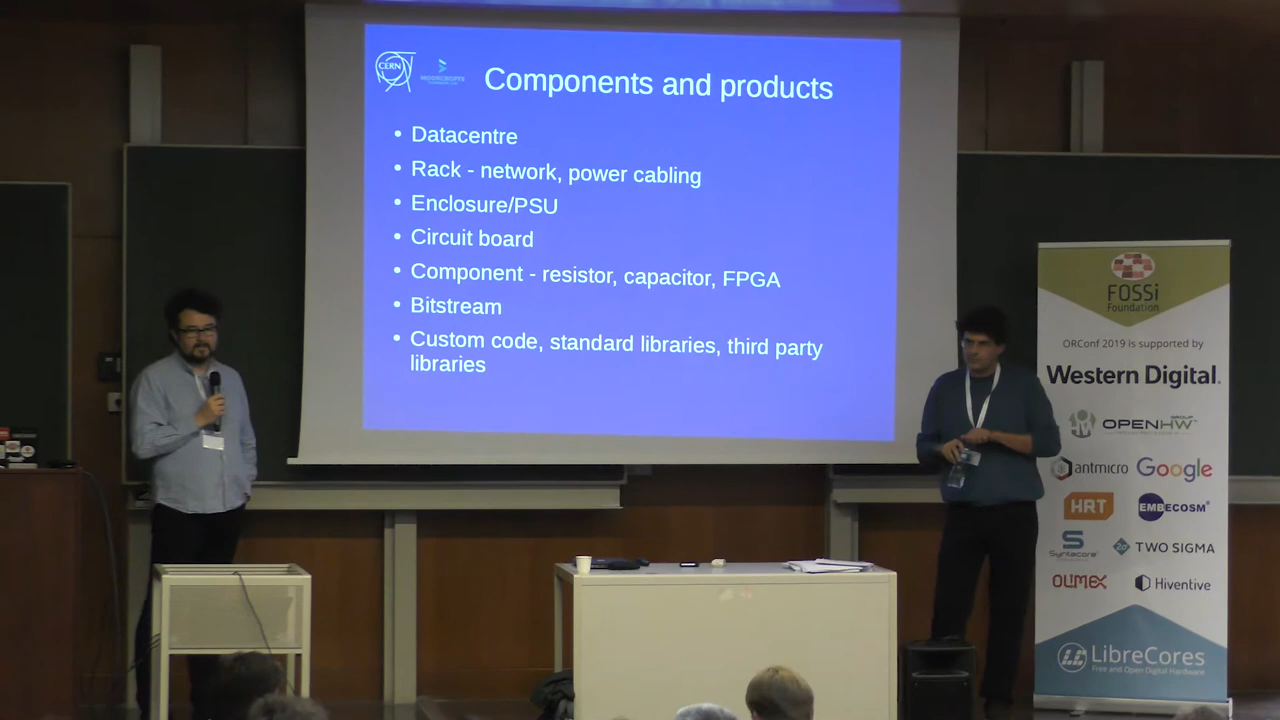 CERN
Components and products
• Datacentre
• Rack - network, power cabling
• Enclosure/PSU
• Circuit board
• Component - resistor, capacitor, FPGA
• Bitstream
• Custom code, standard libraries, third party
libraries
FOSSi
Foundation
ORConf 2019 is supported by
Western Digital.
OPENHW GROUP
antmicro Google
HRT EMBECOSM®
Syntacore TWO SIGMA
OLIMEX Hiventive
LibreCores
Free and Open Digital Hardware